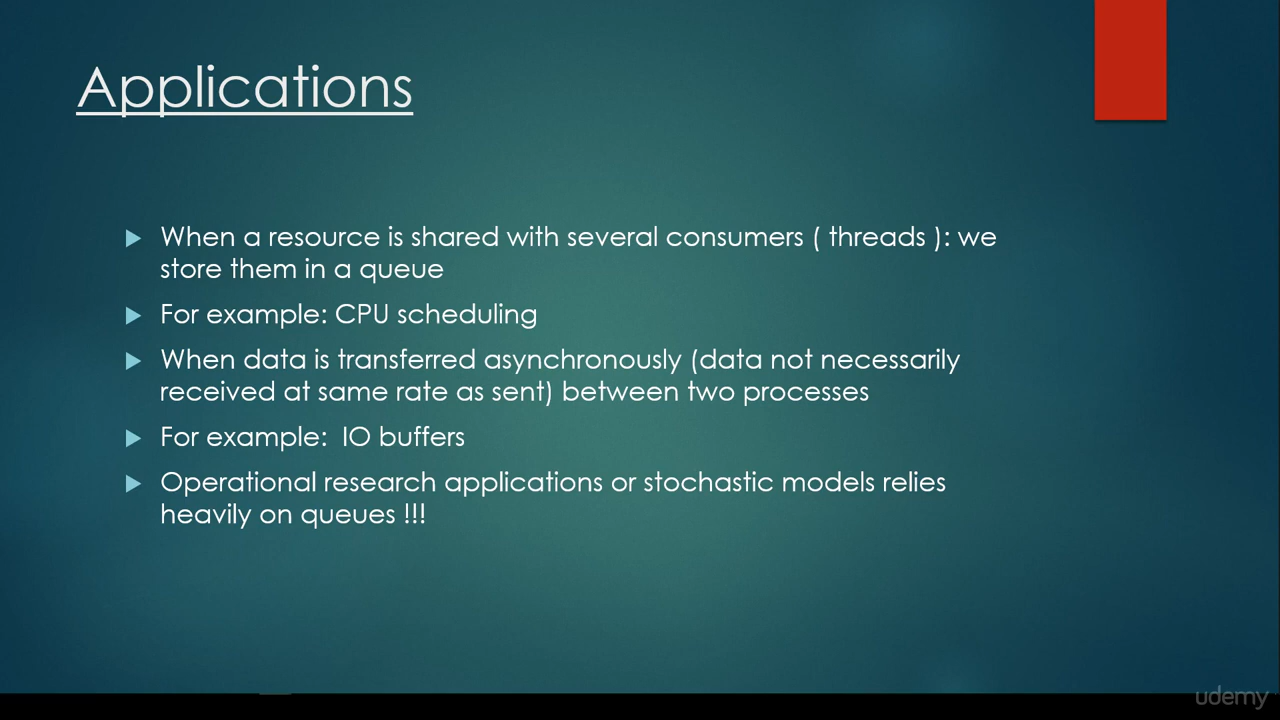 Applications
When a resource is shared with several consumers ( threads ): we
store them in a queue
For example: CPU scheduling
When data is transferred asynchronously (data not necessarily
received at same rate as sent) between two processes
For example:  IO buffers
Operational research applications or stochastic models relies
heavily on queues !!!
udemy